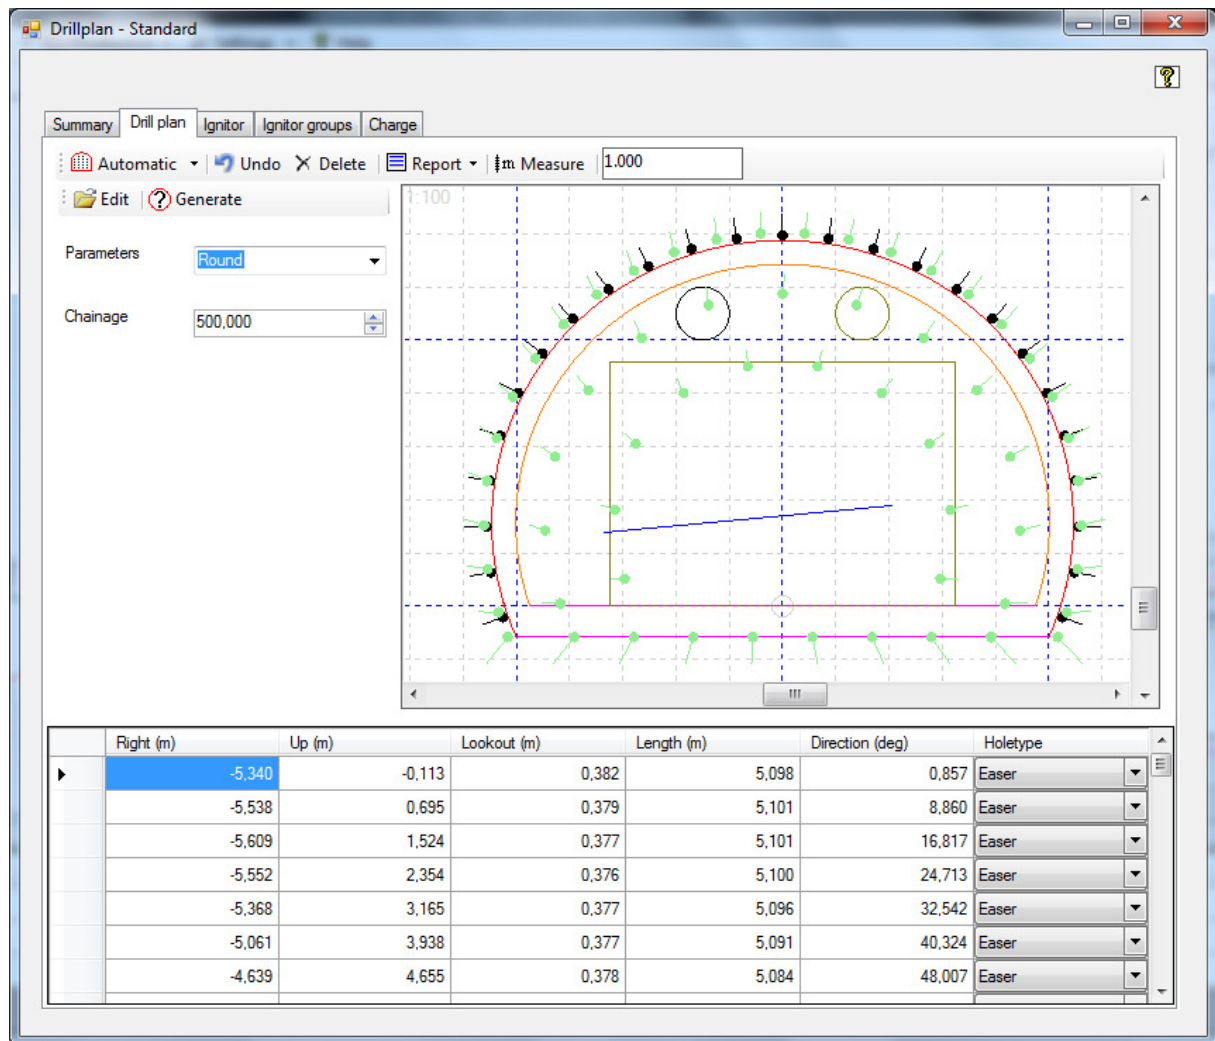 Drillplan - Standard
Summary Drill plan Ignitor Ignitor groups Charge
Automatic Undo Delete Report m Measure 1.000
Edit Generate
1:100
Parameters Round
Chainage 500,000
Right (m) Up (m) Lookout (m) Length (m) Direction (deg) Holetype
-5,340 -0,113 0,382 5,098 0,857 Easer
-5,538 0,695 0,379 5,101 8,860 Easer
-5,609 1,524 0,377 5,101 16,817 Easer
-5,552 2,354 0,376 5,100 24,713 Easer
-5,368 3,165 0,377 5,096 32,542 Easer
-5,061 3,938 0,377 5,091 40,324 Easer
-4,639 4,655 0,378 5,084 48,007 Easer